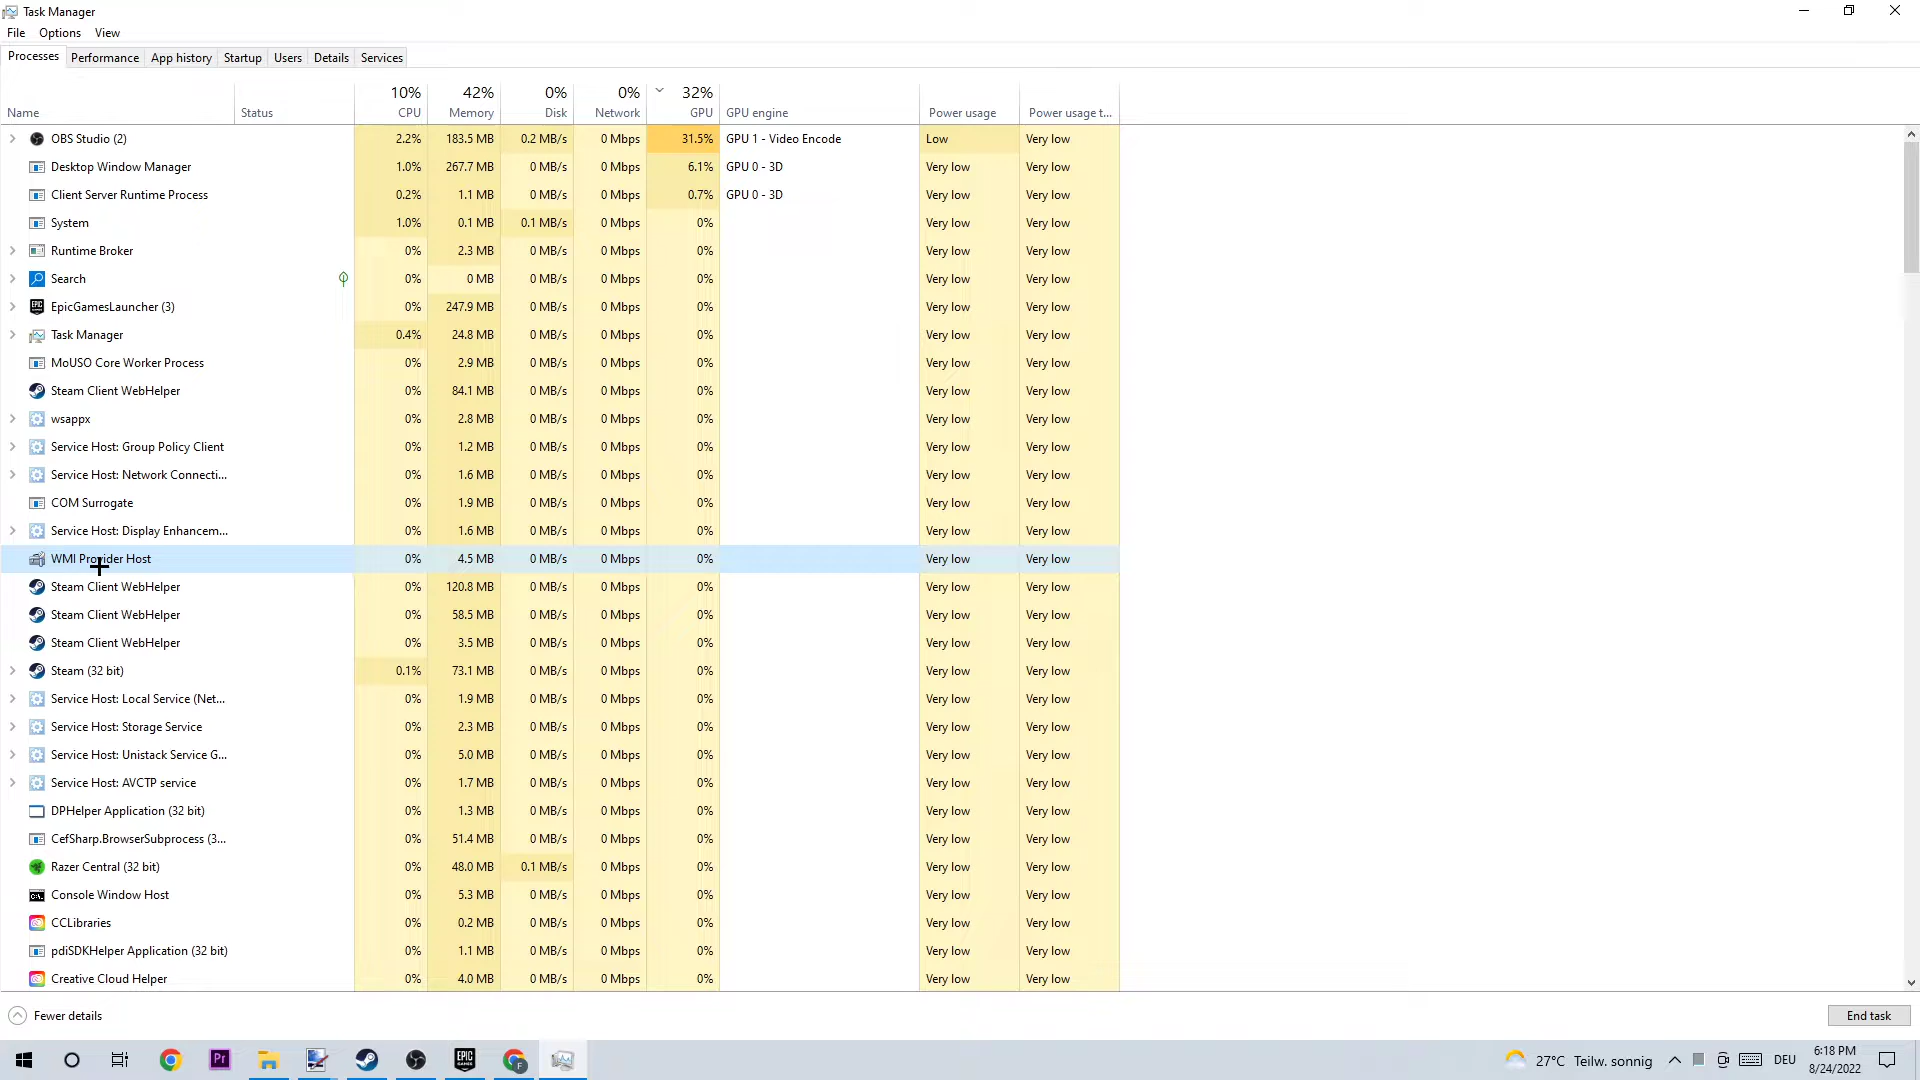 Task Manager
File Options View
Processes Performance App history Startup Users Details Services
10% 42% 0% 0% 32%
Name Status CPU Memory Disk Network GPU GPU engine Power usage Power usage t...
OBS Studio (2) 2.2% 183.5 MB 0.2 MB/s 0 Mbps 31.5% GPU 1 - Video Encode Low Very low
Desktop Window Manager 1.0% 267.7 MB 0 MB/s 0 Mbps 6.1% GPU 0 - 3D Very low Very low
Client Server Runtime Process 0.2% 1.1 MB 0 MB/s 0 Mbps 0.7% GPU 0 - 3D Very low Very low
System 1.0% 0.1 MB 0.1 MB/s 0 Mbps 0% Very low Very low
Runtime Broker 0% 2.3 MB 0 MB/s 0 Mbps 0% Very low Very low
Search 0% 0 MB 0 MB/s 0 Mbps 0% Very low Very low
EpicGamesLauncher (3) 0% 247.9 MB 0 MB/s 0 Mbps 0% Very low Very low
Task Manager 0.4% 24.8 MB 0 MB/s 0 Mbps 0% Very low Very low
MoUSO Core Worker Process 0% 2.9 MB 0 MB/s 0 Mbps 0% Very low Very low
Steam Client WebHelper 0% 84.1 MB 0 MB/s 0 Mbps 0% Very low Very low
wsappx 0% 2.8 MB 0 MB/s 0 Mbps 0% Very low Very low
Service Host: Group Policy Client 0% 1.2 MB 0 MB/s 0 Mbps 0% Very low Very low
Service Host: Network Connecti... 0% 1.6 MB 0 MB/s 0 Mbps 0% Very low Very low
COM Surrogate 0% 1.9 MB 0 MB/s 0 Mbps 0% Very low Very low
Service Host: Display Enhancem... 0% 1.6 MB 0 MB/s 0 Mbps 0% Very low Very low
WMI Provider Host 0% 4.5 MB 0 MB/s 0 Mbps 0% Very low Very low
Steam Client WebHelper 0% 120.8 MB 0 MB/s 0 Mbps 0% Very low Very low
Steam Client WebHelper 0% 58.5 MB 0 MB/s 0 Mbps 0% Very low Very low
Steam Client WebHelper 0% 3.5 MB 0 MB/s 0 Mbps 0% Very low Very low
Steam (32 bit) 0.1% 73.1 MB 0 MB/s 0 Mbps 0% Very low Very low
Service Host: Local Service (Net... 0% 1.9 MB 0 MB/s 0 Mbps 0% Very low Very low
Service Host: Storage Service 0% 2.3 MB 0 MB/s 0 Mbps 0% Very low Very low
Service Host: Unistack Service G... 0% 5.0 MB 0 MB/s 0 Mbps 0% Very low Very low
Service Host: AVCTP service 0% 1.7 MB 0 MB/s 0 Mbps 0% Very low Very low
DPHelper Application (32 bit) 0% 1.3 MB 0 MB/s 0 Mbps 0% Very low Very low
CefSharp.BrowserSubprocess (3... 0% 51.4 MB 0 MB/s 0 Mbps 0% Very low Very low
Razer Central (32 bit) 0% 48.0 MB 0.1 MB/s 0 Mbps 0% Very low Very low
Console Window Host 0% 5.3 MB 0 MB/s 0 Mbps 0% Very low Very low
CCLibraries 0% 0.2 MB 0 MB/s 0 Mbps 0% Very low Very low
pdiSDKHelper Application (32 bit) 0% 1.1 MB 0 MB/s 0 Mbps 0% Very low Very low
Creative Cloud Helper 0% 4.0 MB 0 MB/s 0 Mbps 0% Very low Very low
Fewer details End task
Pr EPIC GAMES F 27°C Teilw. sonnig DEU 6:18 PM
8/24/2022